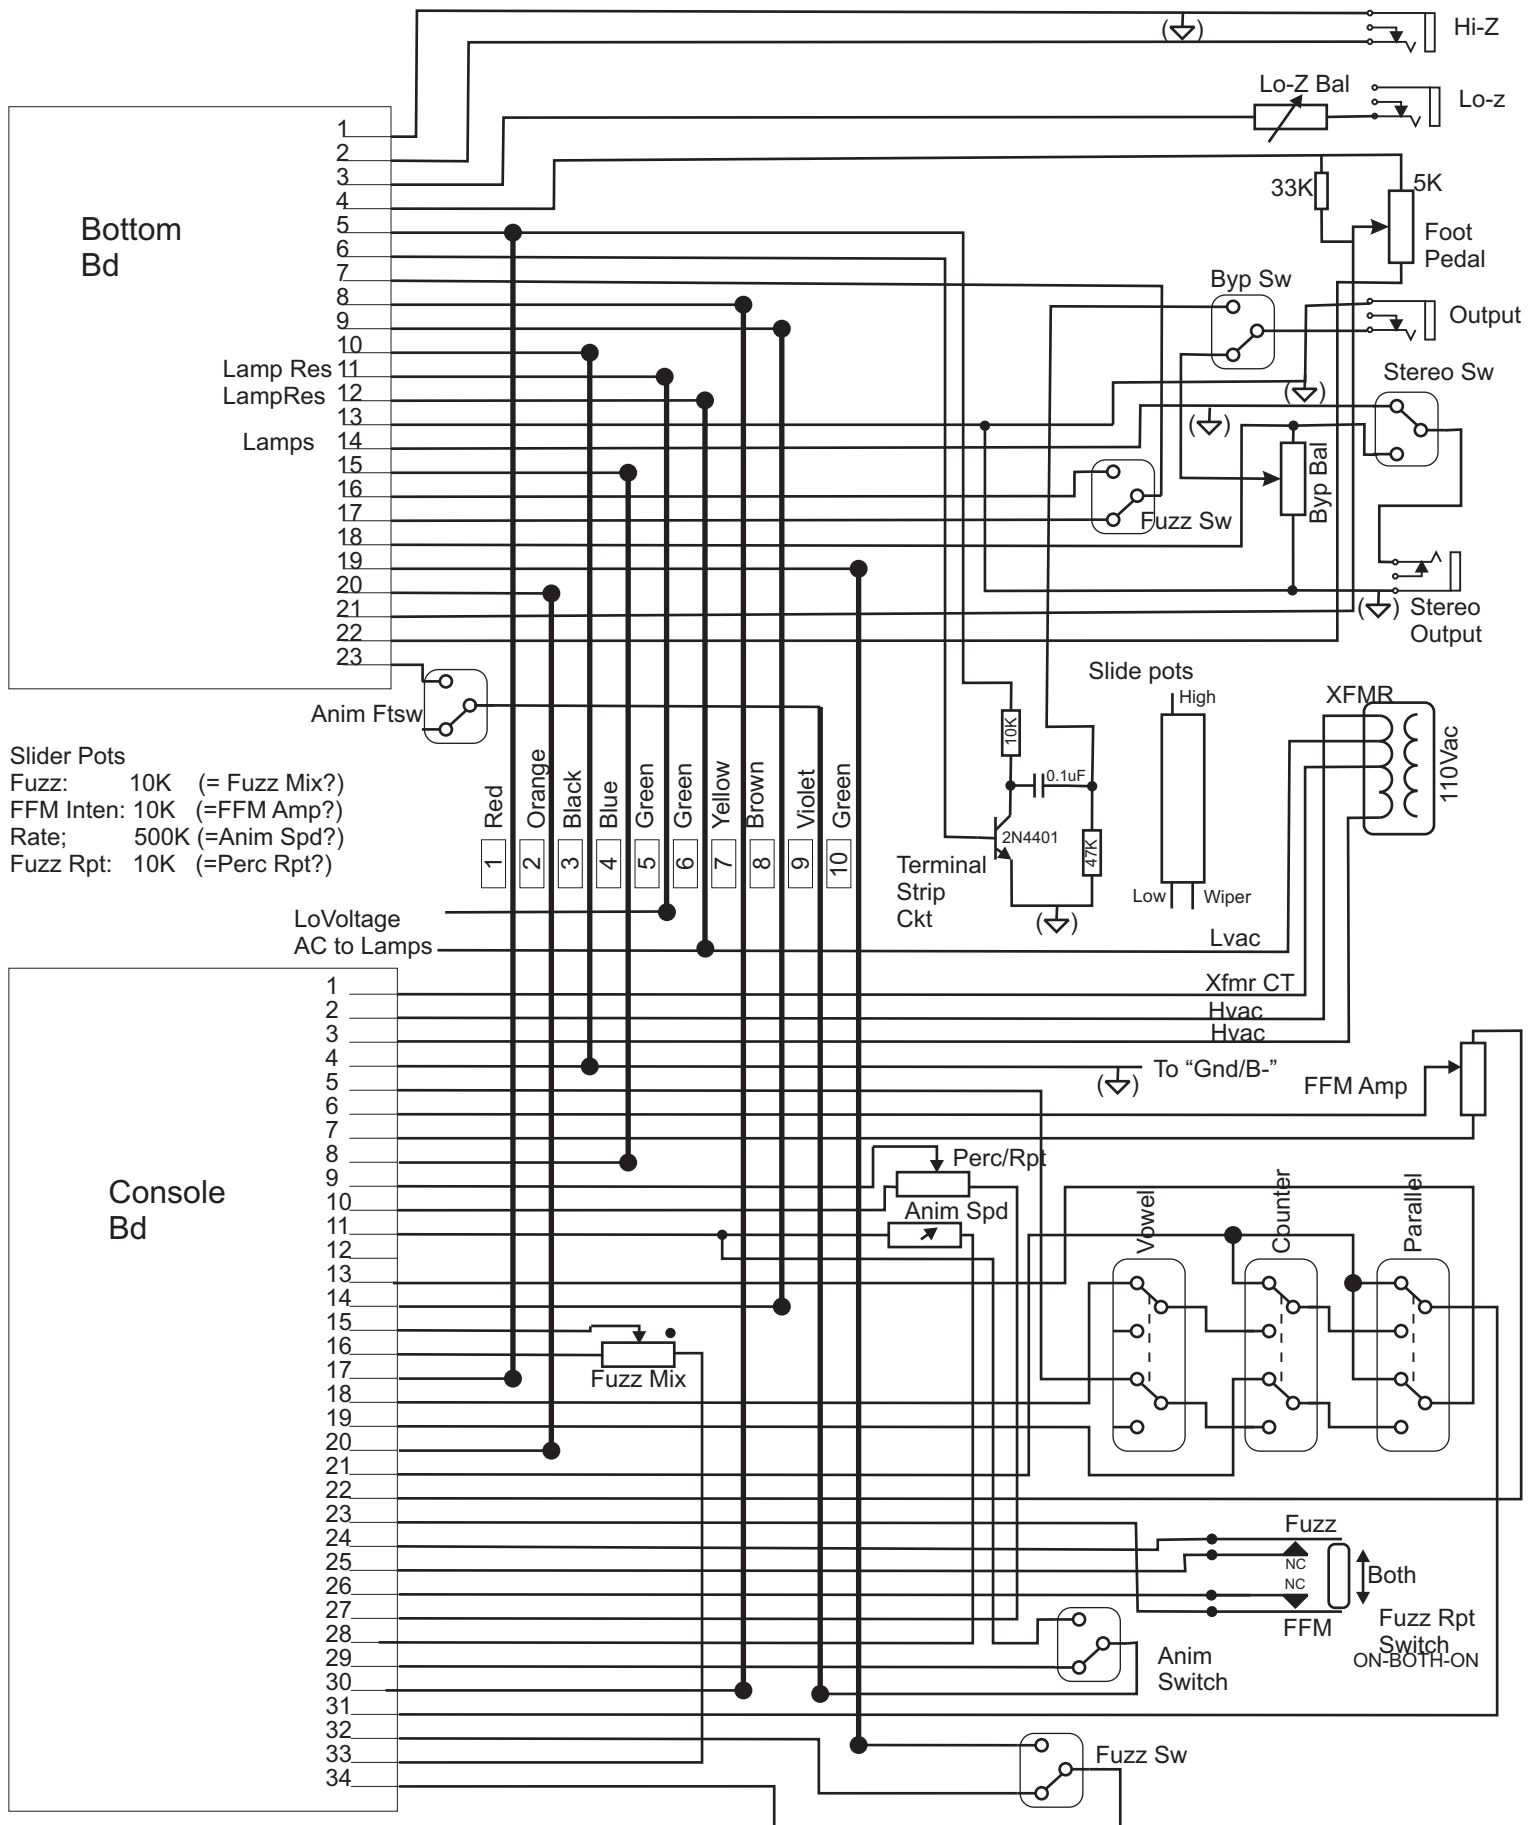 Hi-Z
Lo-Z Bal
Lo-z
Bottom
Bd
1
2
3
4
5
6
7
8
9
10
Lamp Res 11
LampRes 12
13
Lamps 14
15
16
17
18
19
20
21
22
23
33K
5K
Foot
Pedal
Byp Sw
Output
Stereo Sw
Byp Bal
Fuzz Sw
Stereo
Output
Anim Ftsw
Slide pots
High
Low
Wiper
XFMR
110Vac
Slider Pots
Fuzz: 10K (= Fuzz Mix?)
FFM Inten: 10K (=FFM Amp?)
Rate; 500K (=Anim Spd?)
Fuzz Rpt: 10K (=Perc Rpt?)
1 Red
2 Orange
3 Black
4 Blue
5 Green
6 Green
7 Yellow
8 Brown
9 Violet
10 Green
10K
0.1uF
2N4401
47K
Terminal
Strip
Ckt
LoVoltage
AC to Lamps
Lvac
Xfmr CT
Hvac
Hvac
To “Gnd/B-”
FFM Amp
Console
Bd
1
2
3
4
5
6
7
8
9
10
11
12
13
14
15
16
17
18
19
20
21
22
23
24
25
26
27
28
29
30
31
32
33
34
Perc/Rpt
Anim Spd
Vowel
Counter
Parallel
Fuzz Mix
Fuzz
NC
NC
Both
FFM
Fuzz Rpt
Switch
ON-BOTH-ON
Anim
Switch
Fuzz Sw